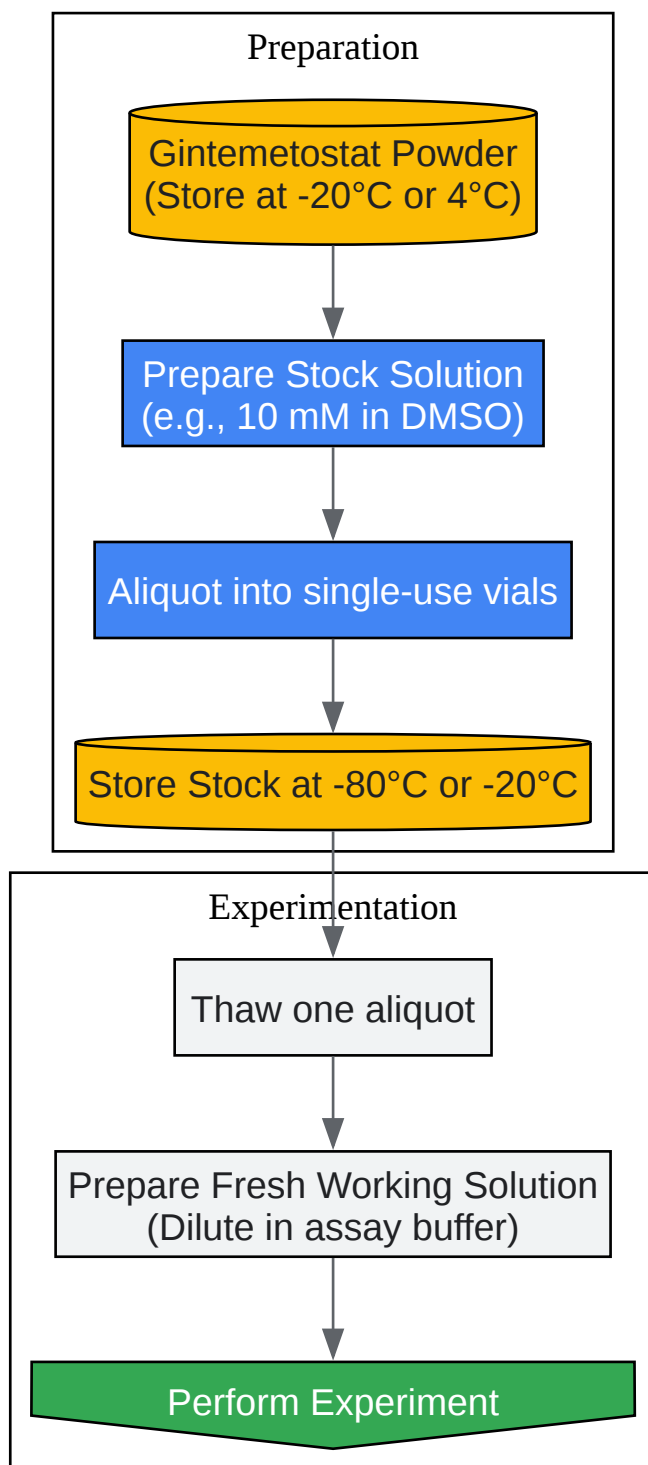 Preparation
Gintemetostat Powder
(Store at -20°C or 4°C)
Prepare Stock Solution
(e.g., 10 mM in DMSO)
Aliquot into single-use vials
Store Stock at -80°C or -20°C
Experimentation
Thaw one aliquot
Prepare Fresh Working Solution
(Dilute in assay buffer)
Perform Experiment